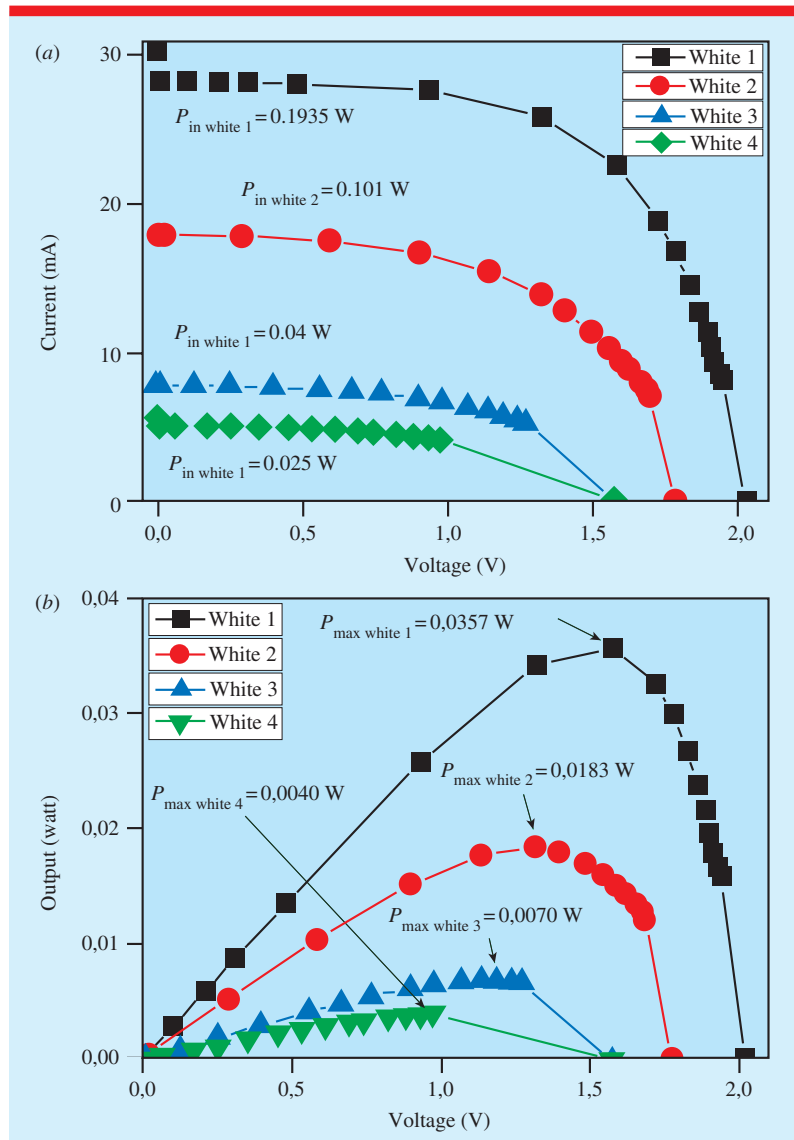 (a)
30
20
10
0
Current (mA)
White 1
White 2
White 3
White 4
P in white 1 = 0.1935 W
P in white 2 = 0.101 W
P in white 1 = 0.04 W
P in white 1 = 0.025 W
0,0 0,5 1,0 1,5 2,0
Voltage (V)
(b)
0,04
0,03
0,02
0,01
0,00
Output (watt)
White 1
White 2
White 3
White 4
P max white 1 = 0,0357 W
P max white 2 = 0,0183 W
P max white 4 = 0,0040 W
P max white 3 = 0,0070 W
0,0 0,5 1,0 1,5 2,0
Voltage (V)